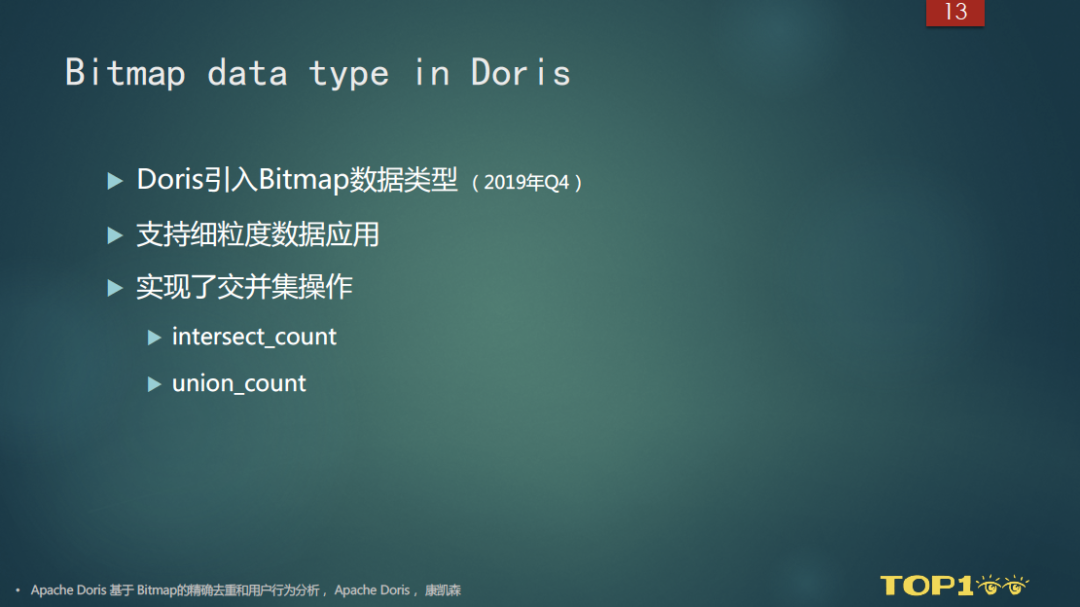 13
Bitmap data type in Doris
Doris引入Bitmap数据类型（2019年Q4）
支持细粒度数据应用
实现了交并集操作
intersect_count
union_count
• Apache Doris 基于 Bitmap的精确去重和用户行为分析， Apache Doris， 康凯森
TOP100